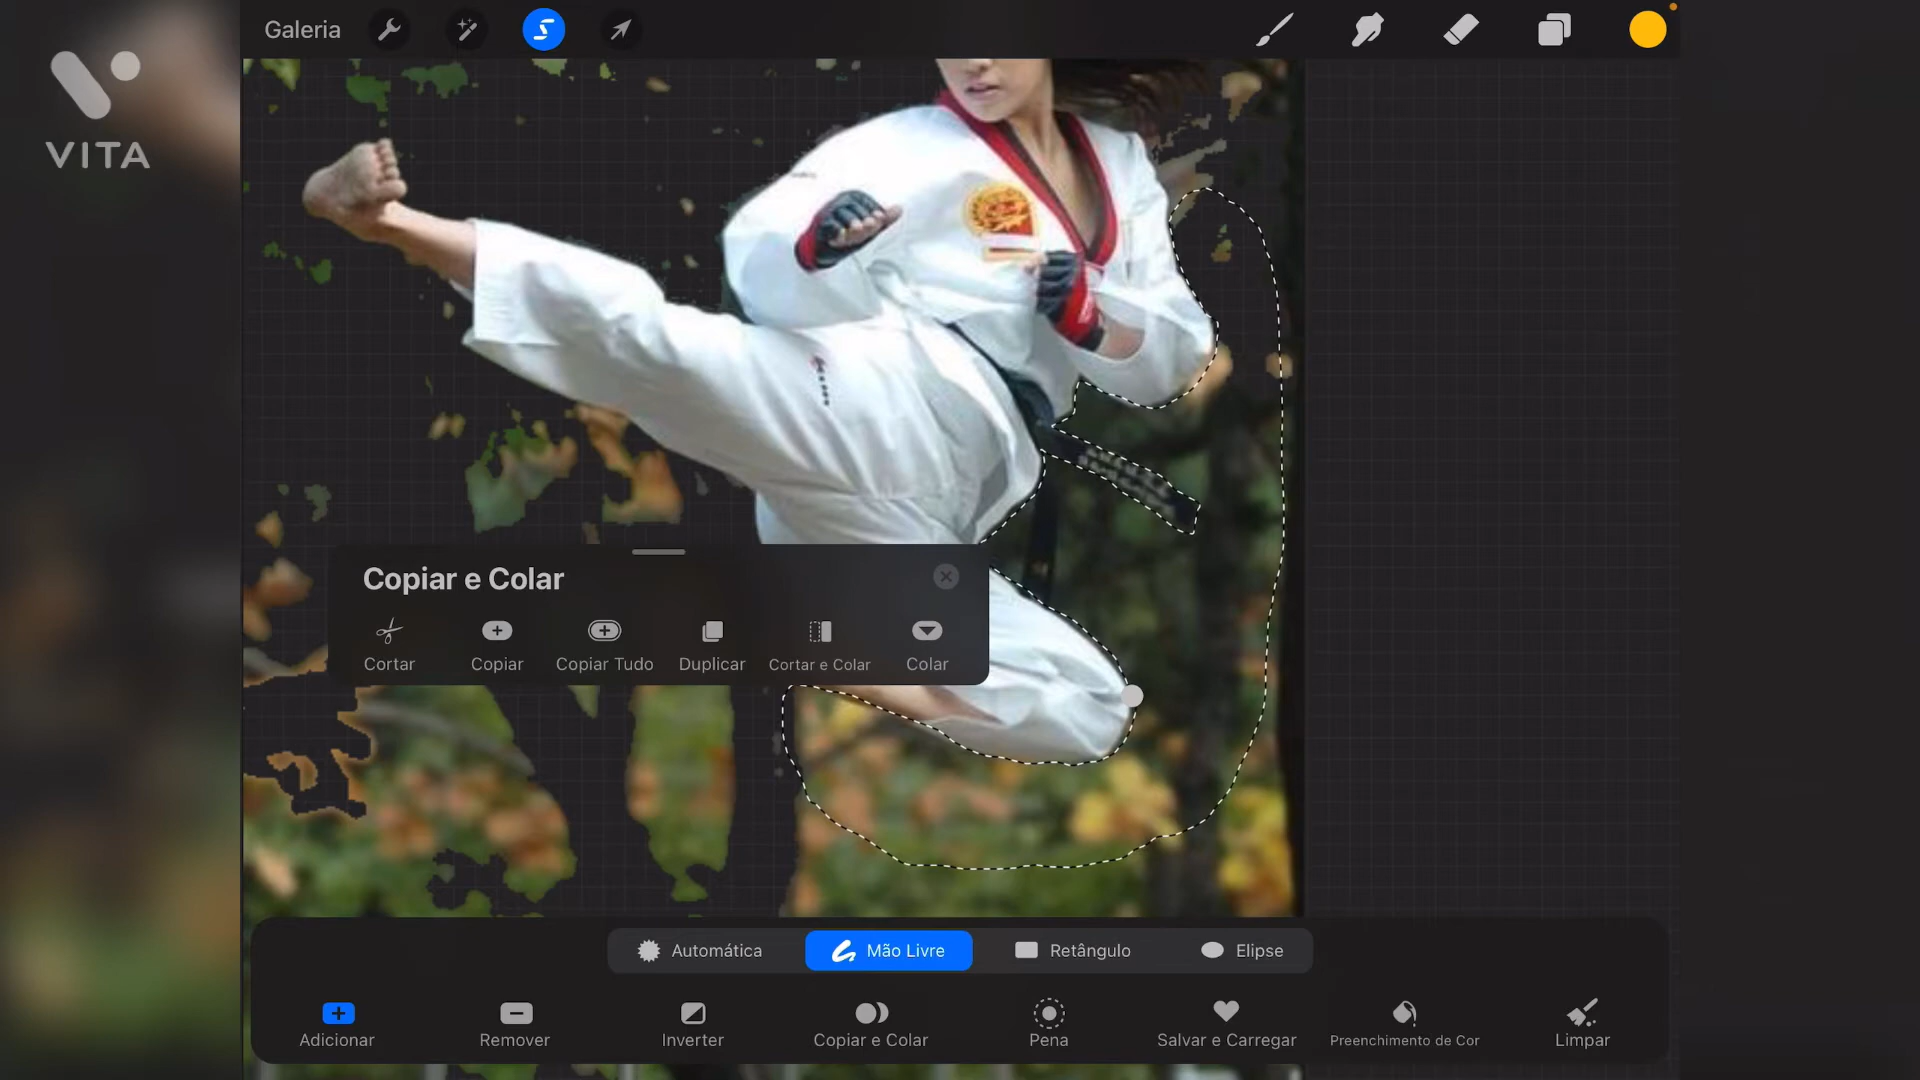 Galeria
VITA
Copiar e Colar
Cortar
Copiar
Copiar Tudo
Duplicar
Cortar e Colar
Colar
Automática
Mão Livre
Retângulo
Elipse
Adicionar
Remover
Inverter
Copiar e Colar
Pena
Salvar e Carregar
Preenchimento de Cor
Limpar